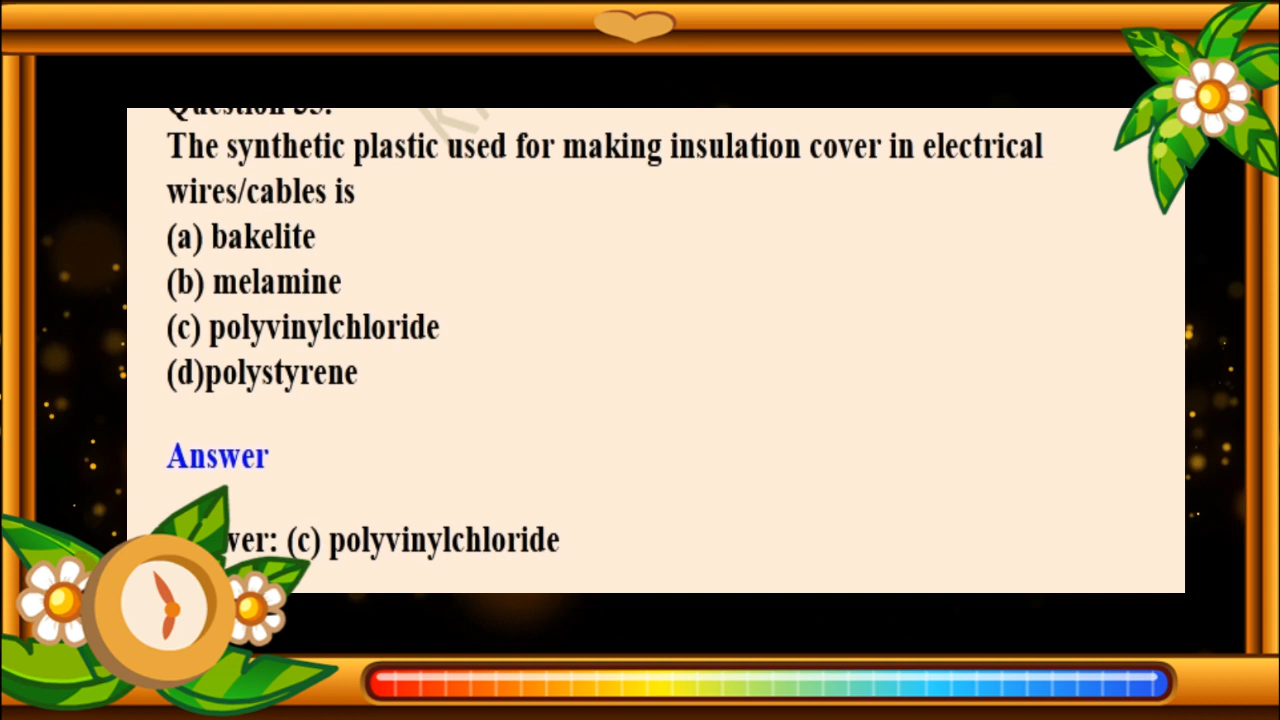 The synthetic plastic used for making insulation cover in electrical
wires/cables is
(a) bakelite
(b) melamine
(c) polyvinylchloride
(d)polystyrene
Answer
(c) polyvinylchloride